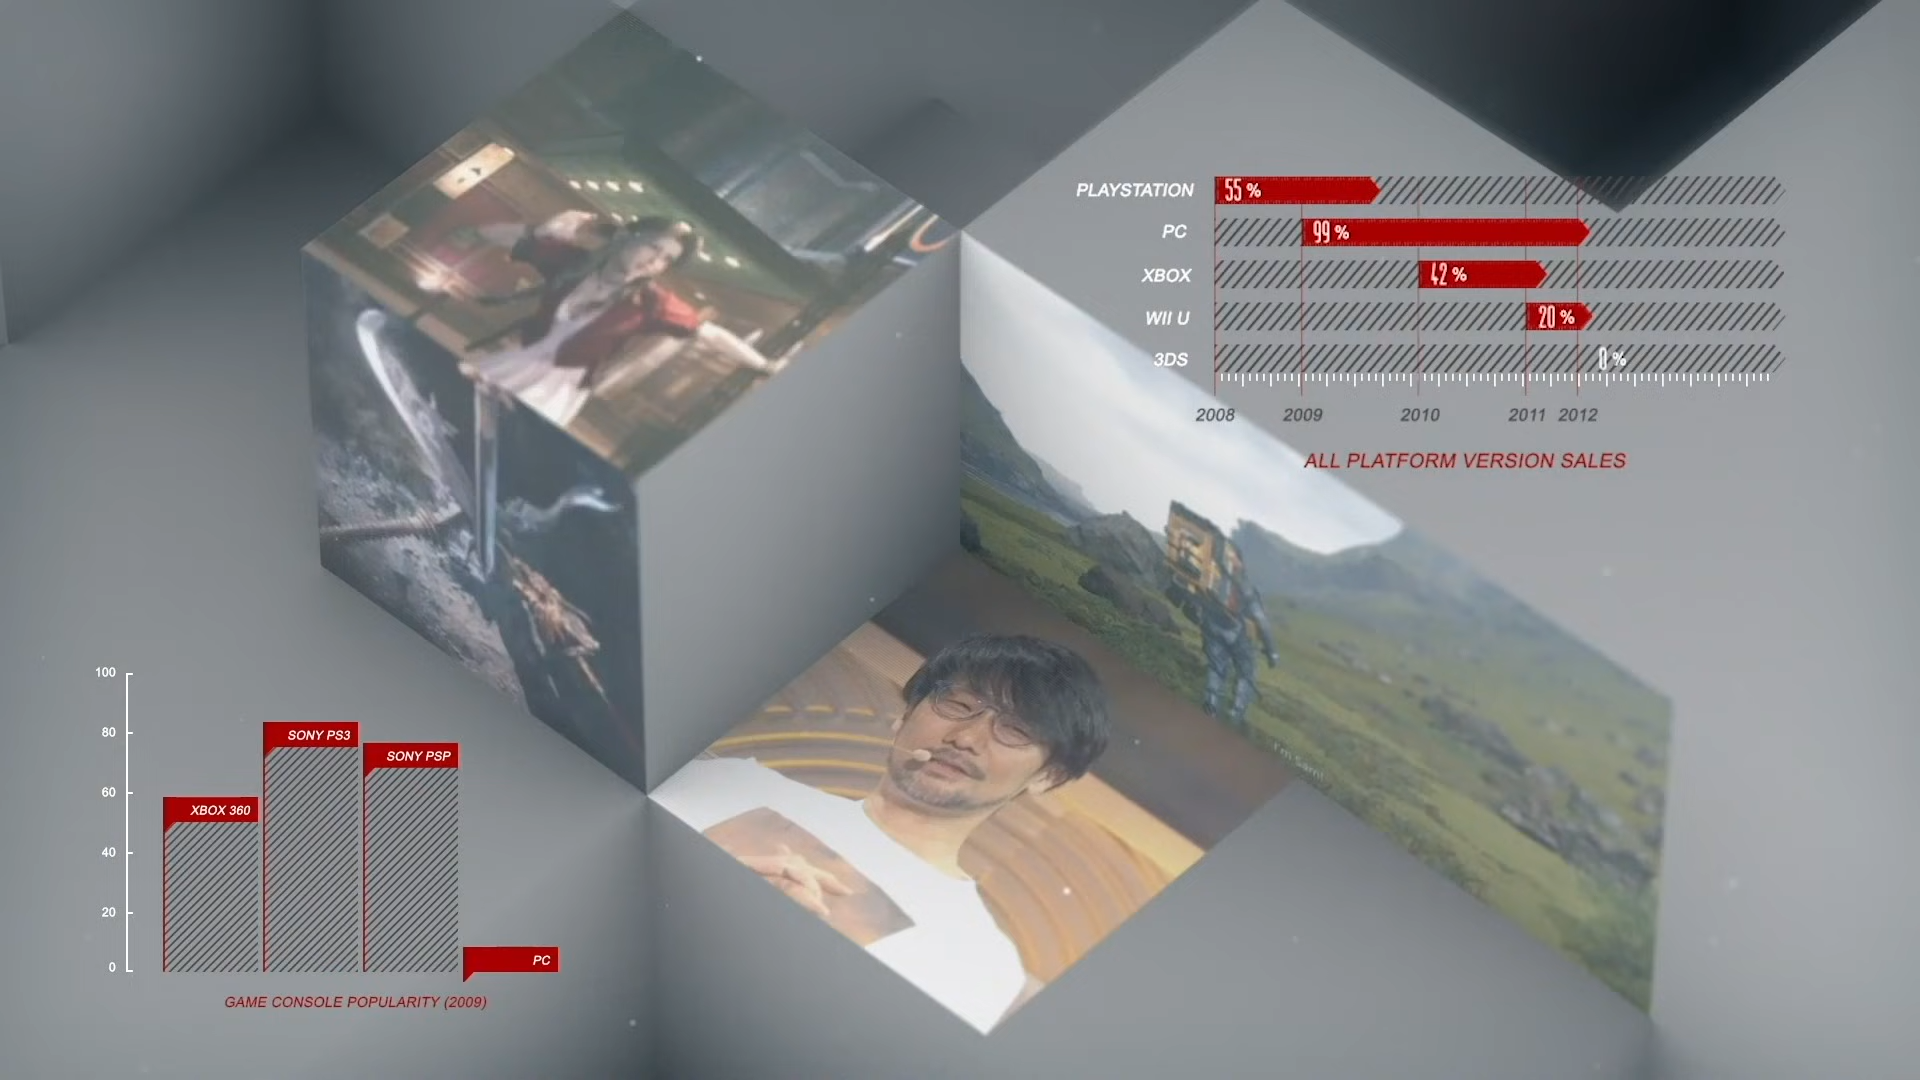 PLAYSTATION 55 %
PC 99 %
XBOX 42 %
WII U 20 %
3DS 0 %
2008 2009 2010 2011 2012
ALL PLATFORM VERSION SALES
I'm Sam!
100
80
60
40
20
0
SONY PS3
SONY PSP
XBOX 360
PC
GAME CONSOLE POPULARITY (2009)